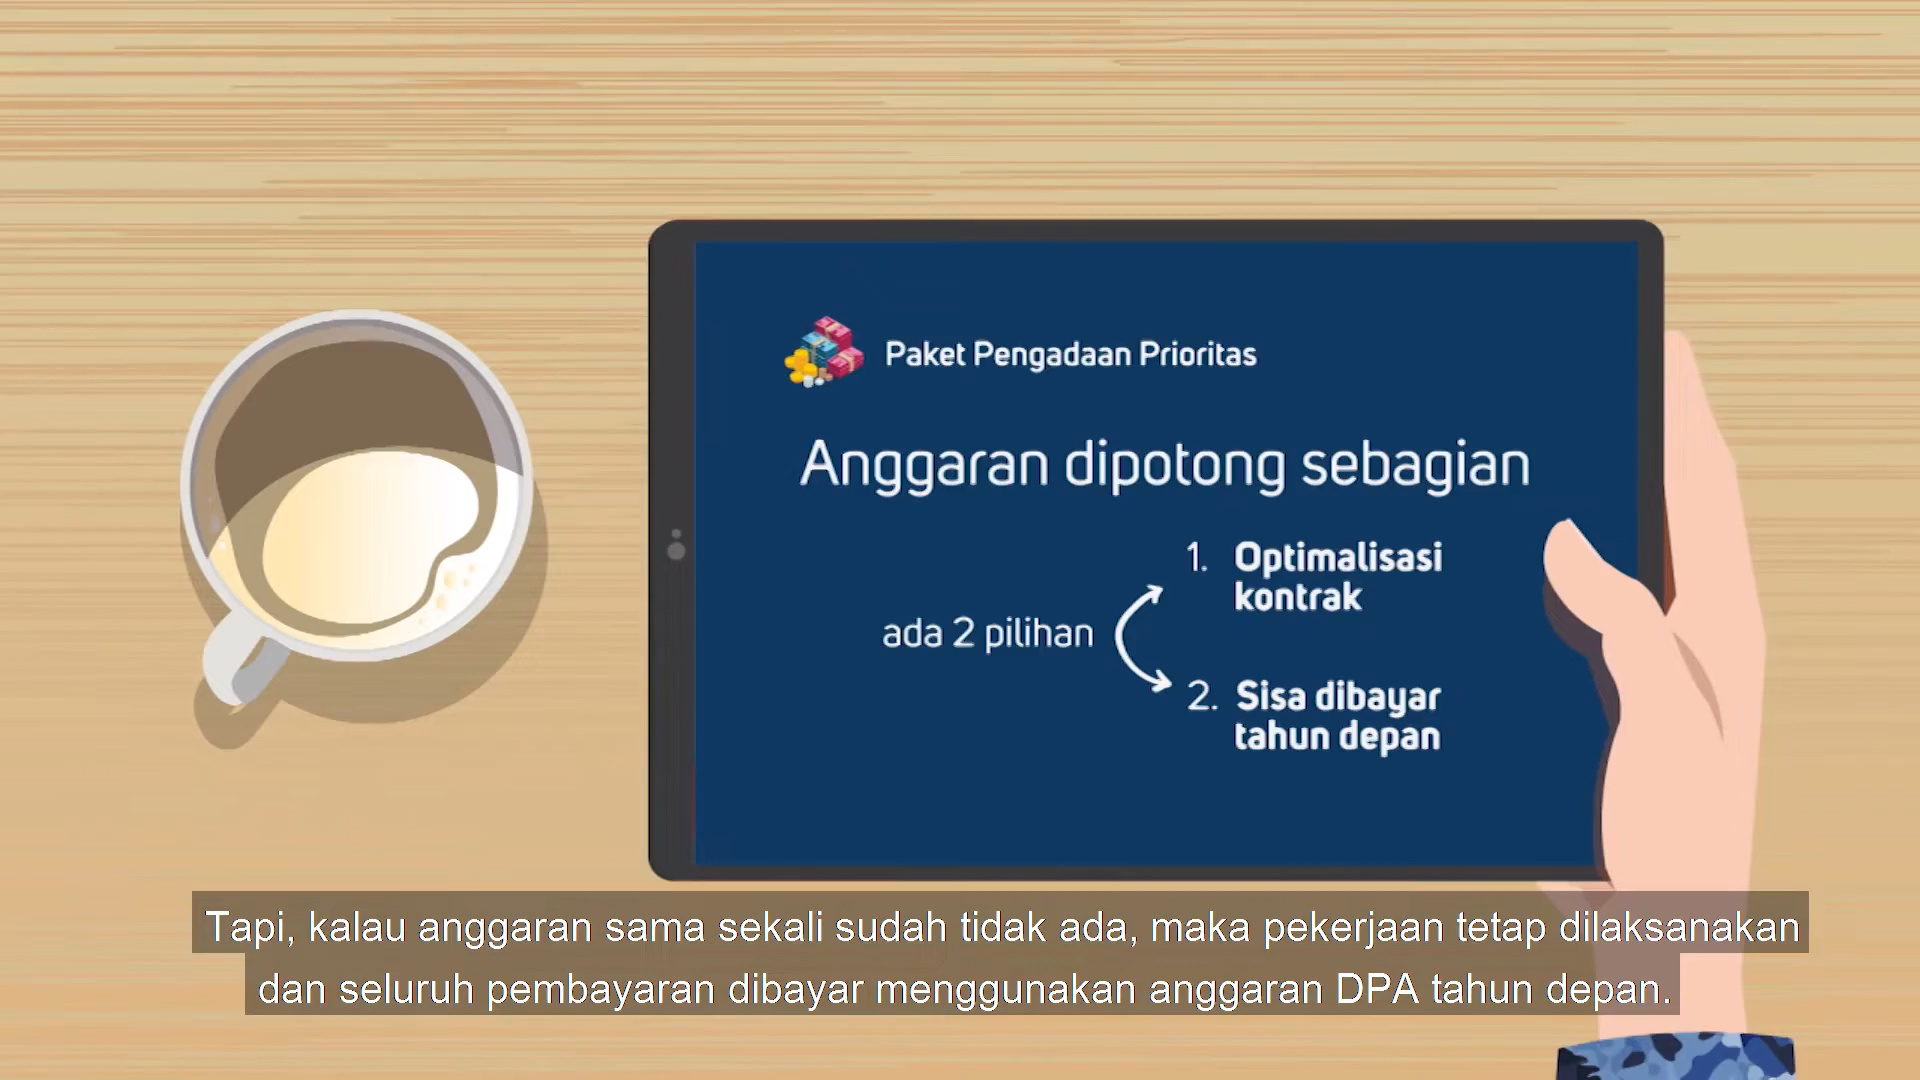 Paket Pengadaan Prioritas
Anggaran dipotong sebagian
ada 2 pilihan
1. Optimalisasi
kontrak
2. Sisa dibayar
tahun depan
Tapi, kalau anggaran sama sekali sudah tidak ada, maka pekerjaan tetap dilaksanakan
dan seluruh pembayaran dibayar menggunakan anggaran DPA tahun depan.